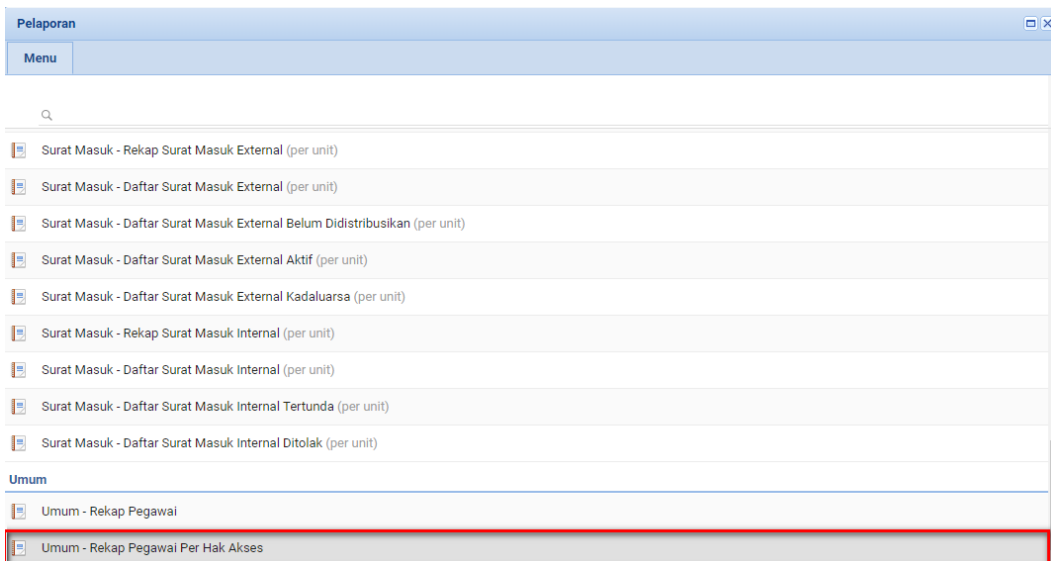 Pelaporan
Menu
Surat Masuk - Rekap Surat Masuk External (per unit)
Surat Masuk - Daftar Surat Masuk External (per unit)
Surat Masuk - Daftar Surat Masuk External Belum Didistribusikan (per unit)
Surat Masuk - Daftar Surat Masuk External Aktif (per unit)
Surat Masuk - Daftar Surat Masuk External Kadaluarsa (per unit)
Surat Masuk - Rekap Surat Masuk Internal (per unit)
Surat Masuk - Daftar Surat Masuk Internal (per unit)
Surat Masuk - Daftar Surat Masuk Internal Tertunda (per unit)
Surat Masuk - Daftar Surat Masuk Internal Ditolak (per unit)
Umum
Umum - Rekap Pegawai
Umum - Rekap Pegawai Per Hak Akses